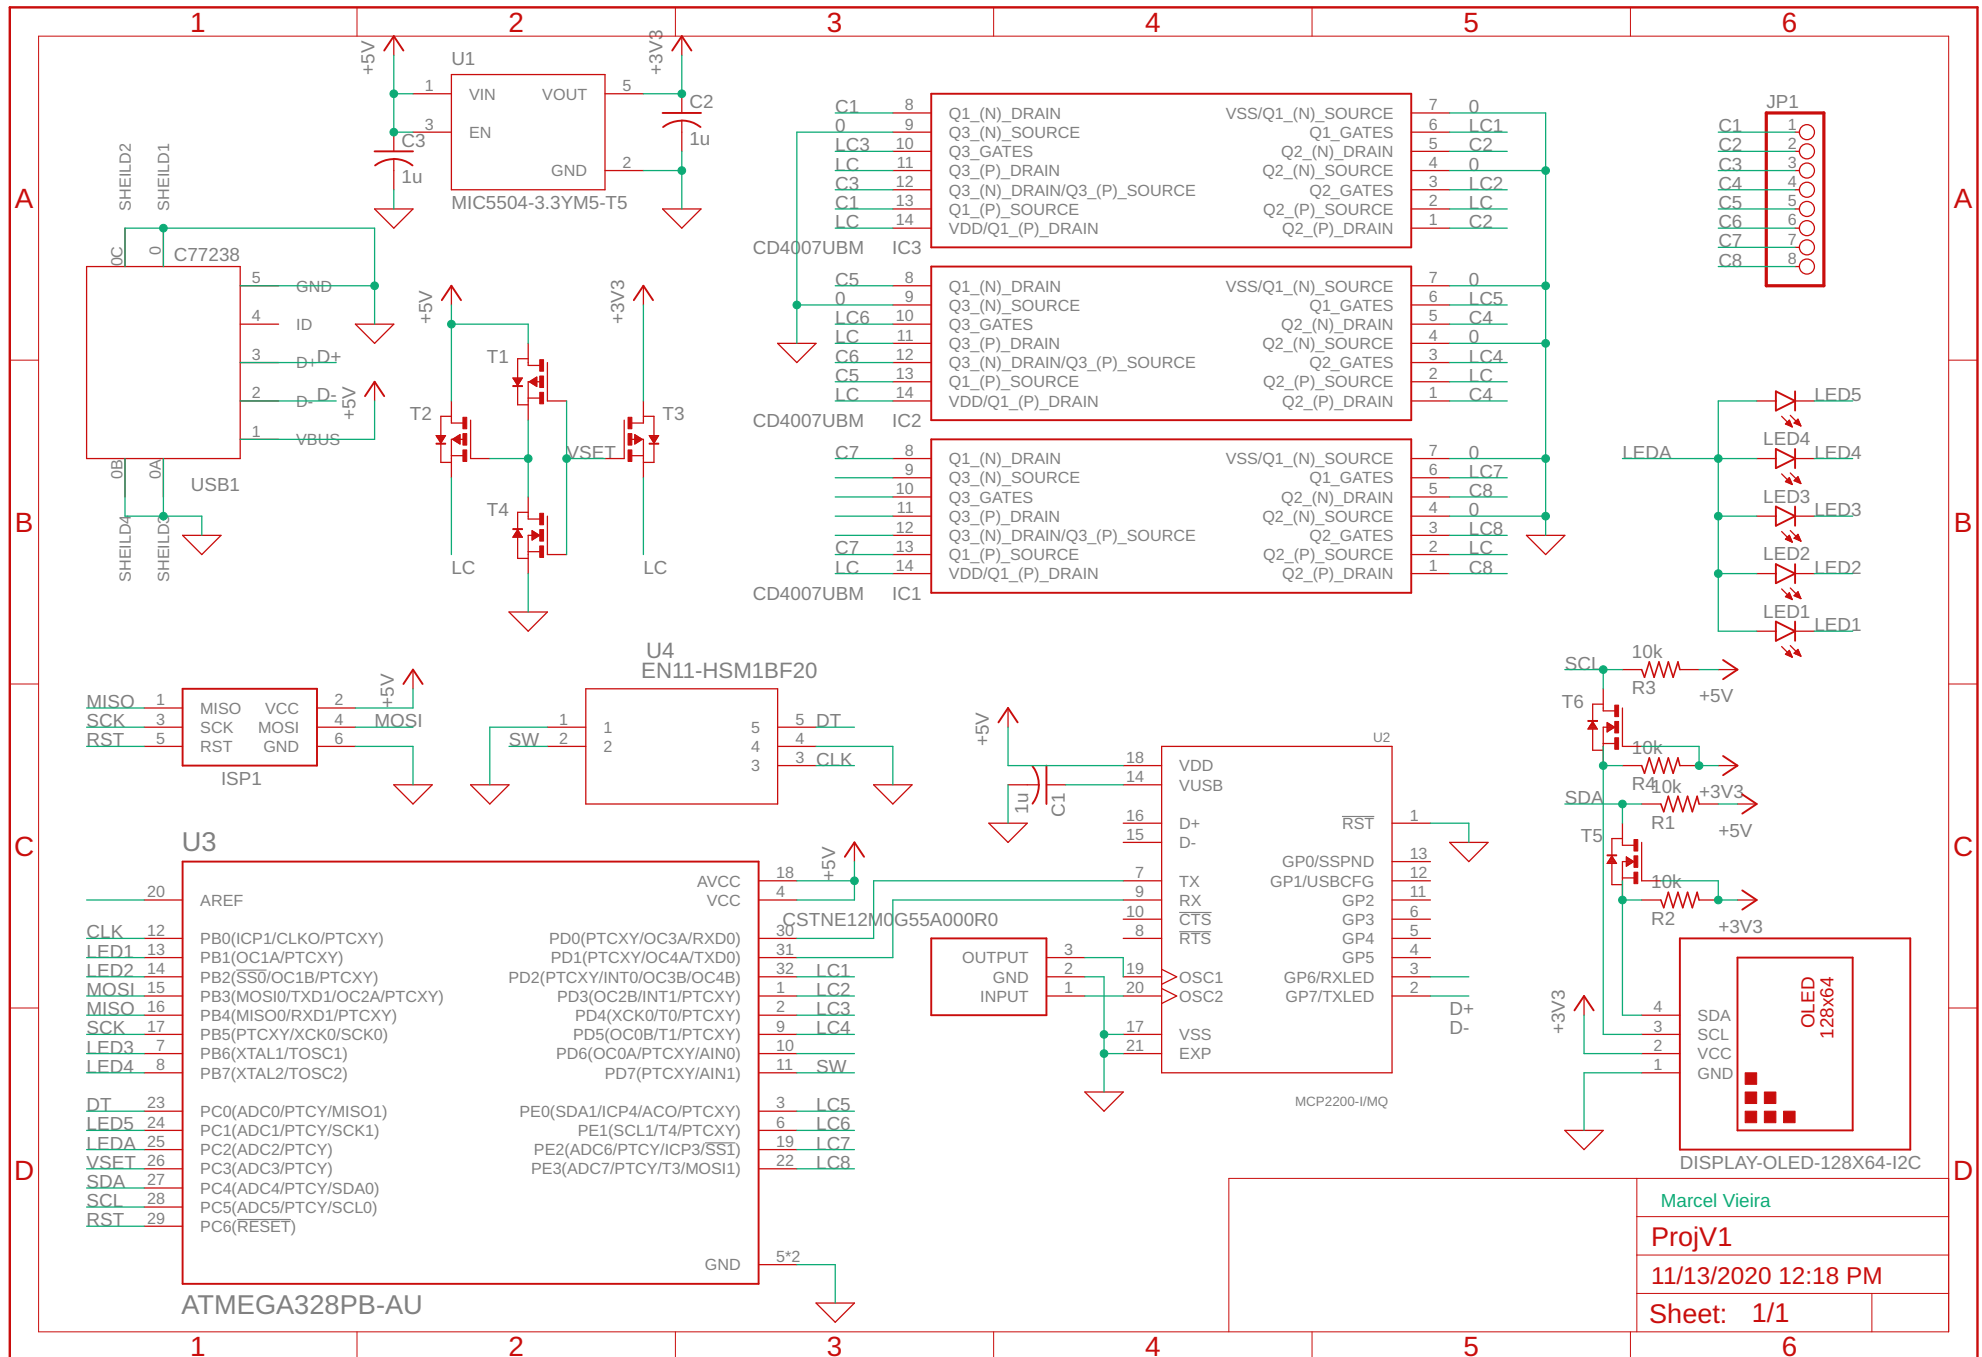 1 2 3 4 5 6
A
B
C
D
A
B
C
D
1 2 3 4 5 6
+5V
U1
+3V3
1 VIN VOUT 5
3 EN
GND 2
C3
1u
C2
1u
MIC5504-3.3YM5-T5
SHEILD2
SHEILD1
0C
0
C77238
5 GND
4 ID
3 D+ D+
2 D- D-
1 VBUS
+5V
0B
0A
USB1
SHEILD4
SHEILD3
+5V
+3V3
T1
T2
T3
VSET
T4
LC
LC
C1 8 Q1_(N)_DRAIN VSS/Q1_(N)_SOURCE 7 0
0 9 Q3_(N)_SOURCE Q1_GATES 6 LC1
LC3 10 Q3_GATES Q2_(N)_DRAIN 5 C2
LC 11 Q3_(P)_DRAIN Q2_(N)_SOURCE 4 0
C3 12 Q3_(N)_DRAIN/Q3_(P)_SOURCE Q2_GATES 3 LC2
C1 13 Q1_(P)_SOURCE Q2_(P)_SOURCE 2 LC
LC 14 VDD/Q1_(P)_DRAIN Q2_(P)_DRAIN 1 C2
CD4007UBM IC3
C5 8 Q1_(N)_DRAIN VSS/Q1_(N)_SOURCE 7 0
0 9 Q3_(N)_SOURCE Q1_GATES 6 LC5
LC6 10 Q3_GATES Q2_(N)_DRAIN 5 C4
LC 11 Q3_(P)_DRAIN Q2_(N)_SOURCE 4 0
C6 12 Q3_(N)_DRAIN/Q3_(P)_SOURCE Q2_GATES 3 LC4
C5 13 Q1_(P)_SOURCE Q2_(P)_SOURCE 2 LC
LC 14 VDD/Q1_(P)_DRAIN Q2_(P)_DRAIN 1 C4
CD4007UBM IC2
C7 8 Q1_(N)_DRAIN VSS/Q1_(N)_SOURCE 7 0
9 Q3_(N)_SOURCE Q1_GATES 6 LC7
10 Q3_GATES Q2_(N)_DRAIN 5 C8
11 Q3_(P)_DRAIN Q2_(N)_SOURCE 4 0
12 Q3_(N)_DRAIN/Q3_(P)_SOURCE Q2_GATES 3 LC8
C7 13 Q1_(P)_SOURCE Q2_(P)_SOURCE 2 LC
LC 14 VDD/Q1_(P)_DRAIN Q2_(P)_DRAIN 1 C8
CD4007UBM IC1
JP1
C1 1
C2 2
C3 3
C4 4
C5 5
C6 6
C7 7
C8 8
LED5
LED4
LEDA LED4
LED3
LED3
LED2
LED2
LED1
LED1
MISO 1 MISO VCC 2 +5V
SCK 3 SCK MOSI 4 MOSI
RST 5 RST GND 6
ISP1
U4
EN11-HSM1BF20
1 1 5 5 DT
SW 2 2 4 4
3 3 CLK
+5V
1u
C1
U2
18 VDD
14 VUSB
16 D+ RST 1
15 D-
GP0/SSPND 13
7 TX GP1/USBCFG 12
9 RX GP2 11
10 CTS GP3 6
8 RTS GP4 5
GP5 4
19 OSC1 GP6/RXLED 3
20 OSC2 GP7/TXLED 2
D+
D-
17 VSS
21 EXP
MCP2200-I/MQ
CSTNE12M0G55A000R0
OUTPUT 3
GND 2
INPUT 1
SCL 10k
R3 +5V
T6
10k
R4 +3V3
SDA 10k
R1 +5V
T5
10k
R2
+3V3
+3V3
4 SDA
3 SCL
2 VCC
1 GND
OLED
128x64
DISPLAY-OLED-128X64-I2C
U3
+5V
AVCC 18
20 AREF VCC 4
CLK 12 PB0(ICP1/CLKO/PTCXY) PD0(PTCXY/OC3A/RXD0) 30
LED1 13 PB1(OC1A/PTCXY) PD1(PTCXY/OC4A/TXD0) 31
LED2 14 PB2(SS0/OC1B/PTCXY) PD2(PTCXY/INT0/OC3B/OC4B) 32 LC1
MOSI 15 PB3(MOSI0/TXD1/OC2A/PTCXY) PD3(OC2B/INT1/PTCXY) 1 LC2
MISO 16 PB4(MISO0/RXD1/PTCXY) PD4(XCK0/T0/PTCXY) 2 LC3
SCK 17 PB5(PTCXY/XCK0/SCK0) PD5(OC0B/T1/PTCXY) 9 LC4
LED3 7 PB6(XTAL1/TOSC1) PD6(OC0A/PTCXY/AIN0) 10
LED4 8 PB7(XTAL2/TOSC2) PD7(PTCXY/AIN1) 11 SW
DT 23 PC0(ADC0/PTCY/MISO1) PE0(SDA1/ICP4/ACO/PTCXY) 3 LC5
LED5 24 PC1(ADC1/PTCY/SCK1) PE1(SCL1/T4/PTCXY) 6 LC6
LEDA 25 PC2(ADC2/PTCY) PE2(ADC6/PTCY/ICP3/SS1) 19 LC7
VSET 26 PC3(ADC3/PTCY) PE3(ADC7/PTCY/T3/MOSI1) 22 LC8
SDA 27 PC4(ADC4/PTCY/SDA0)
SCL 28 PC5(ADC5/PTCY/SCL0)
RST 29 PC6(RESET)
GND 5*2
ATMEGA328PB-AU
Marcel Vieira
ProjV1
11/13/2020 12:18 PM
Sheet: 1/1